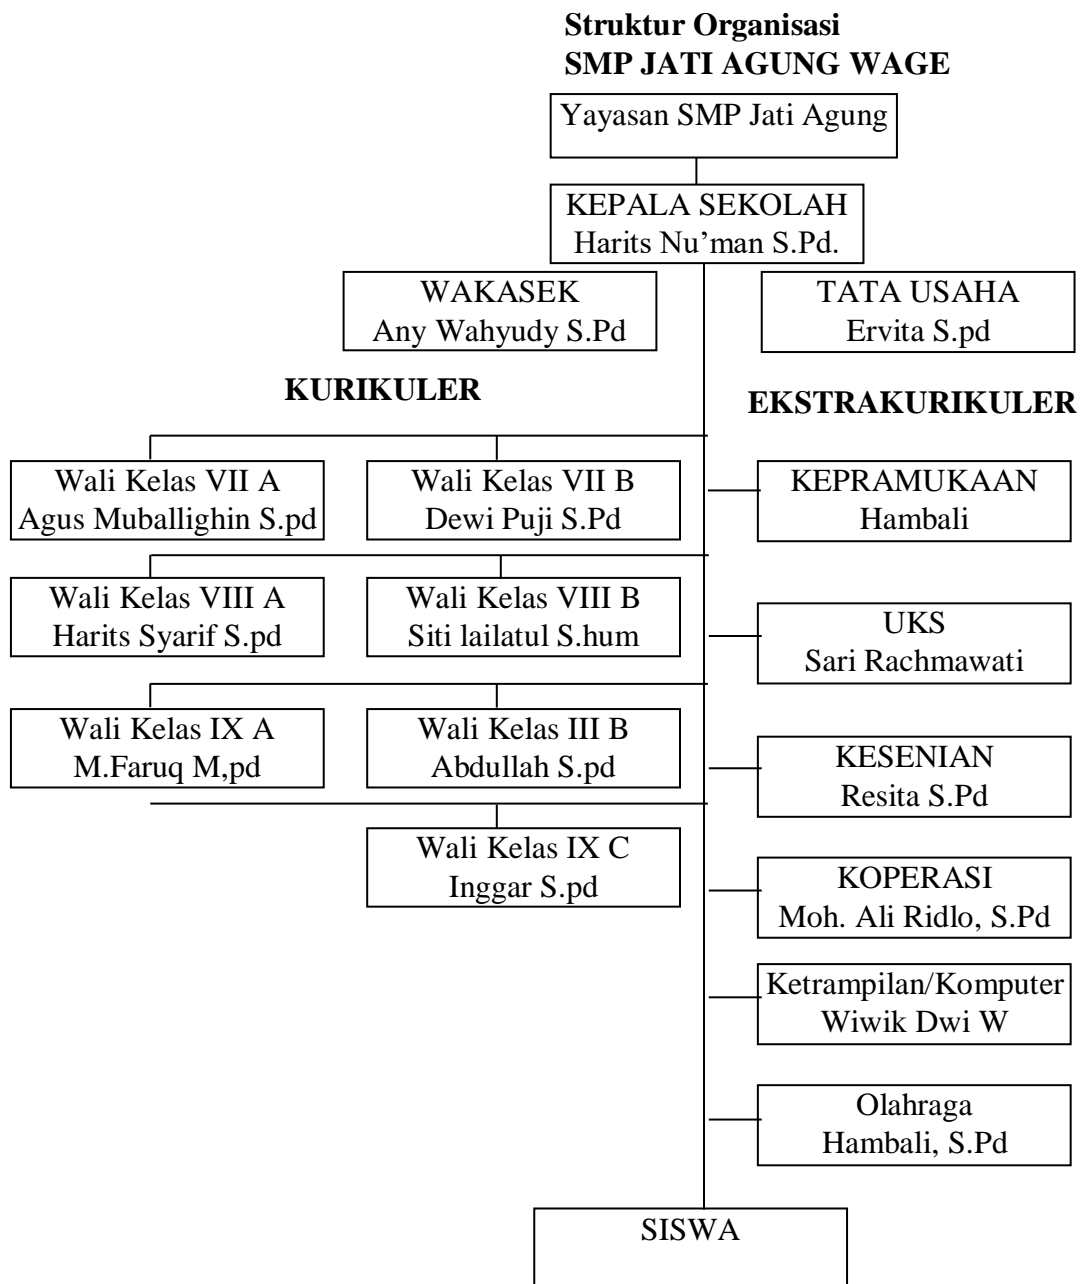 Struktur Organisasi
SMP JATI AGUNG WAGE
Yayasan SMP Jati Agung
KEPALA SEKOLAH
Harits Nu’man S.Pd.
WAKASEK
Any Wahyudy S.Pd
TATA USAHA
Ervita S.pd
KURIKULER
EKSTRAKURIKULER
Wali Kelas VII A
Agus Muballighin S.pd
Wali Kelas VII B
Dewi Puji S.Pd
KEPRAMUKAAN
Hambali
Wali Kelas VIII A
Harits Syarif S.pd
Wali Kelas VIII B
Siti lailatul S.hum
UKS
Sari Rachmawati
Wali Kelas IX A
M.Faruq M,pd
Wali Kelas III B
Abdullah S.pd
KESENIAN
Resita S.Pd
Wali Kelas IX C
Inggar S.pd
KOPERASI
Moh. Ali Ridlo, S.Pd
Ketrampilan/Komputer
Wiwik Dwi W
Olahraga
Hambali, S.Pd
SISWA